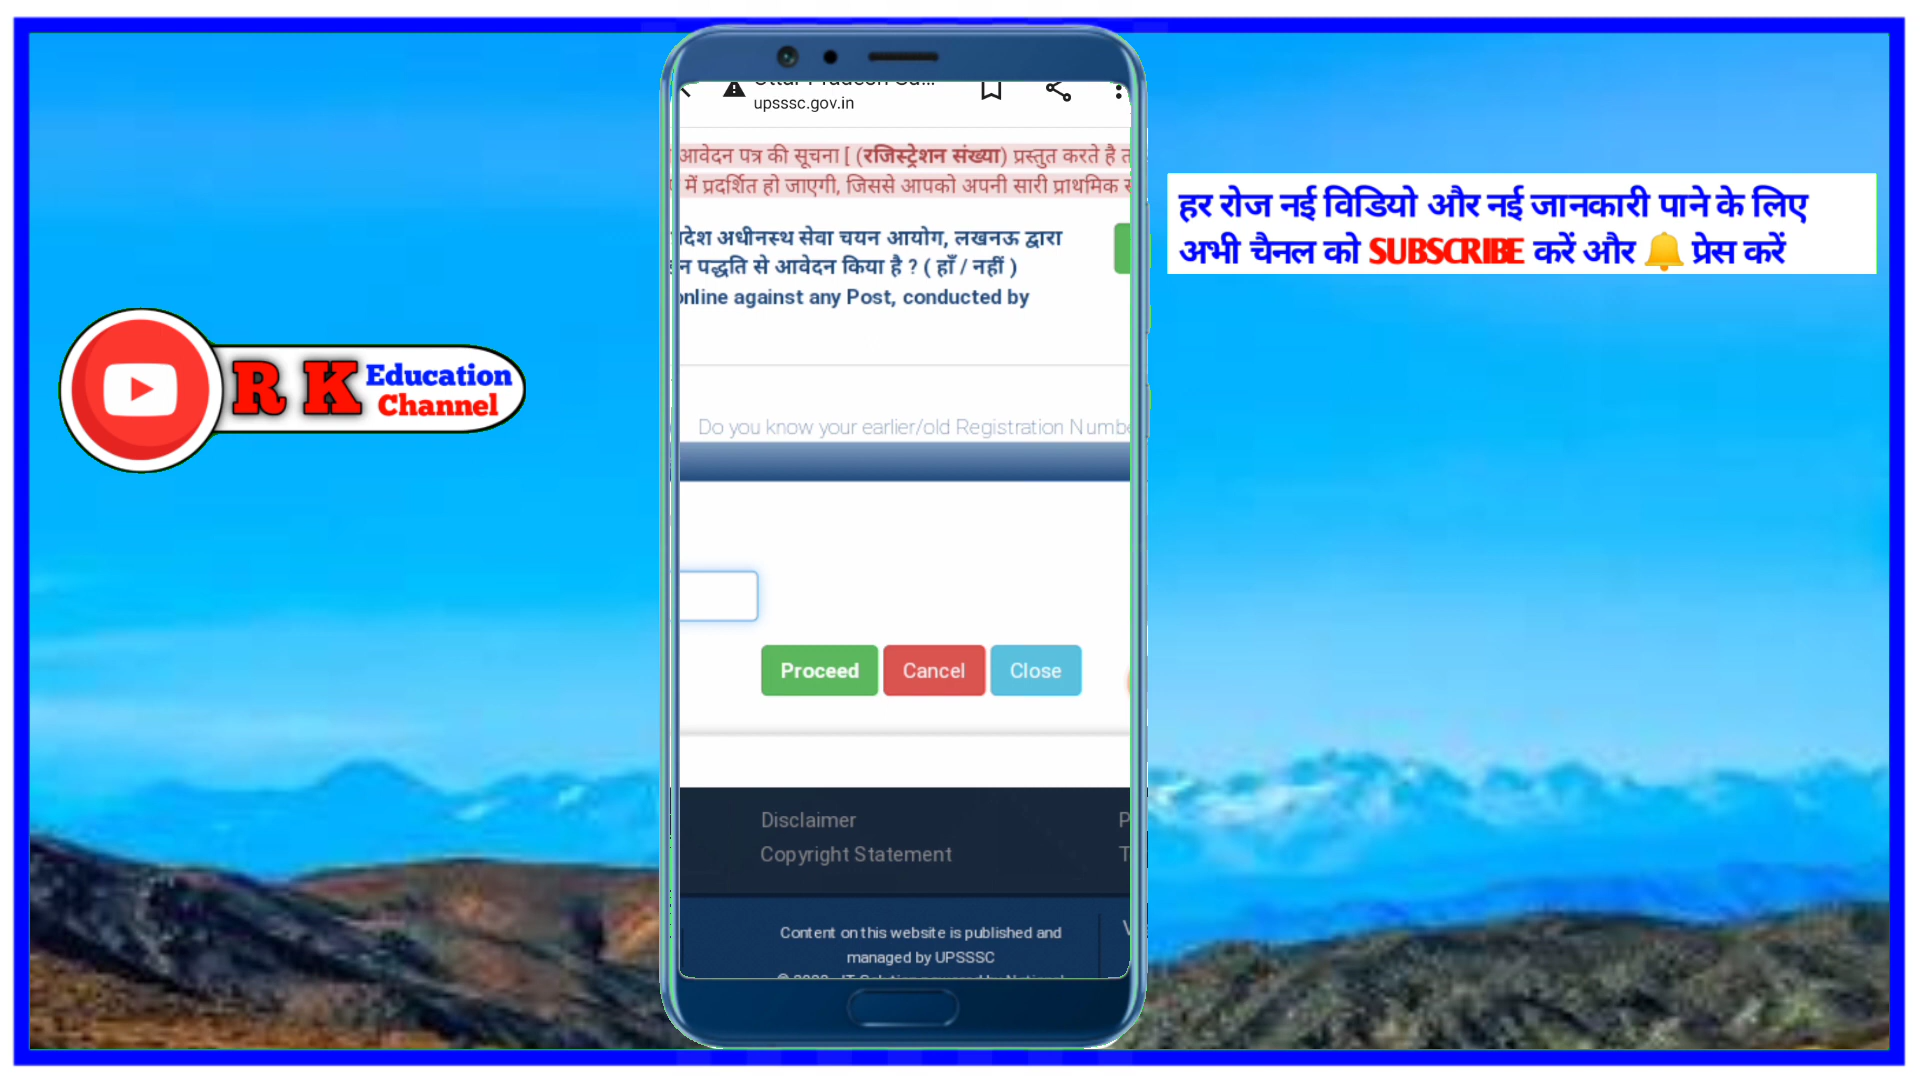 upsssc.gov.in
आवेदन पत्र की सूचना [ (रजिस्ट्रेशन संख्या) प्रस्तुत करते है
में प्रदर्शित हो जाएगी, जिससे आपको अपनी सारी प्राथमिक
अधीनस्थ सेवा चयन आयोग, लखनऊ द्वारा
पद्धति से आवेदन किया है ? ( हाँ / नहीं )
against any Post, conducted by
Do you know your earlier/old Registration
Proceed Cancel Close
Disclaimer
Copyright Statement
Content on this website is published and
managed by UPSSSC
R K Education
Channel
हर रोज नई विडियो और नई जानकारी पाने के लिए
अभी चैनल को SUBSCRIBE करें और 🔔 प्रेस करें